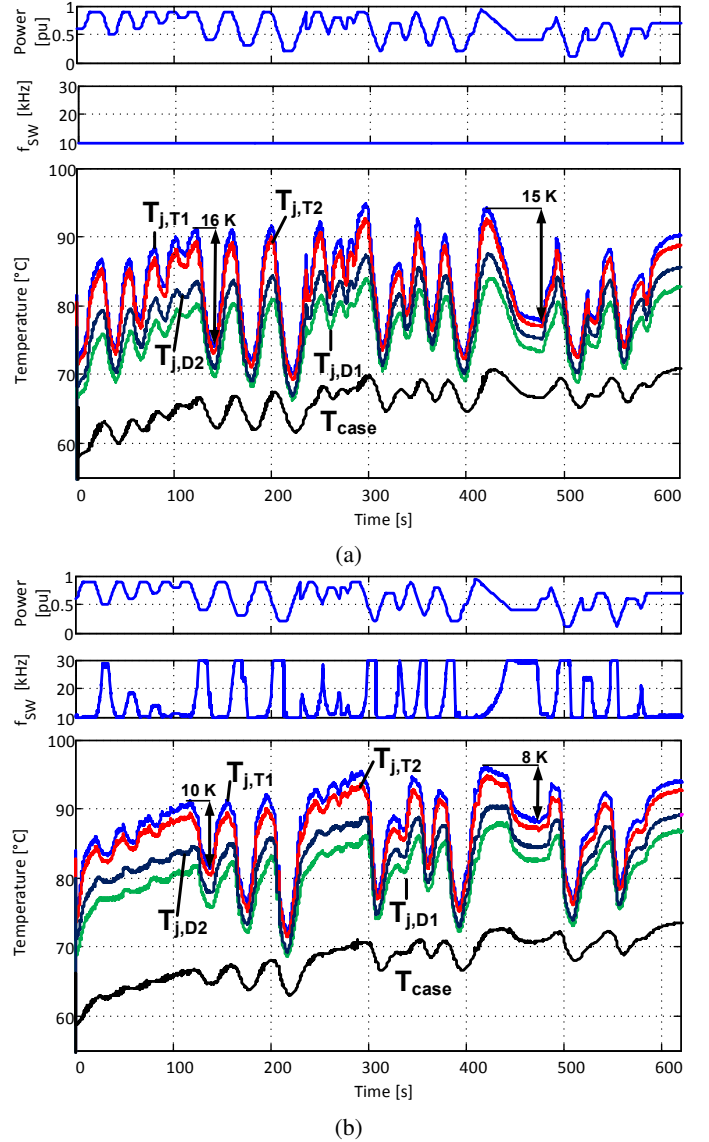 Power [pu]
1
0.5
0
f_SW [kHz]
30
20
10
Temperature [°C]
100
90
80
70
60
T_j,T1
16 K
T_j,T2
15 K
T_j,D2
T_j,D1
T_case
0 100 200 300 400 500 600
Time [s]
(a)
Power [pu]
1
0.5
0
f_SW [kHz]
30
20
10
Temperature [°C]
100
90
80
70
60
10 K
T_j,T1
T_j,T2
8 K
T_j,D2
T_j,D1
T_case
0 100 200 300 400 500 600
Time [s]
(b)